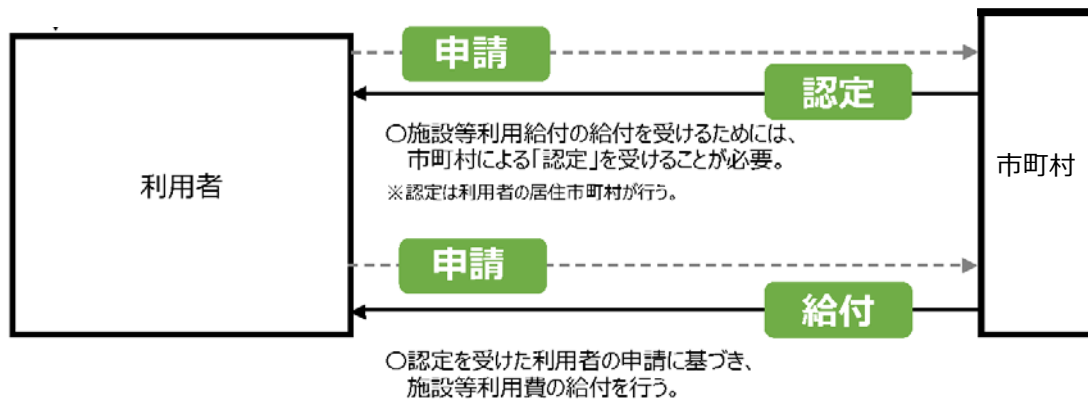 申請
認定
○施設等利用給付の給付を受けるためには、
市町村による「認定」を受けることが必要。
※認定は利用者の居住市町村が行う。
利用者
市町村
申請
給付
○認定を受けた利用者の申請に基づき、
施設等利用費の給付を行う。